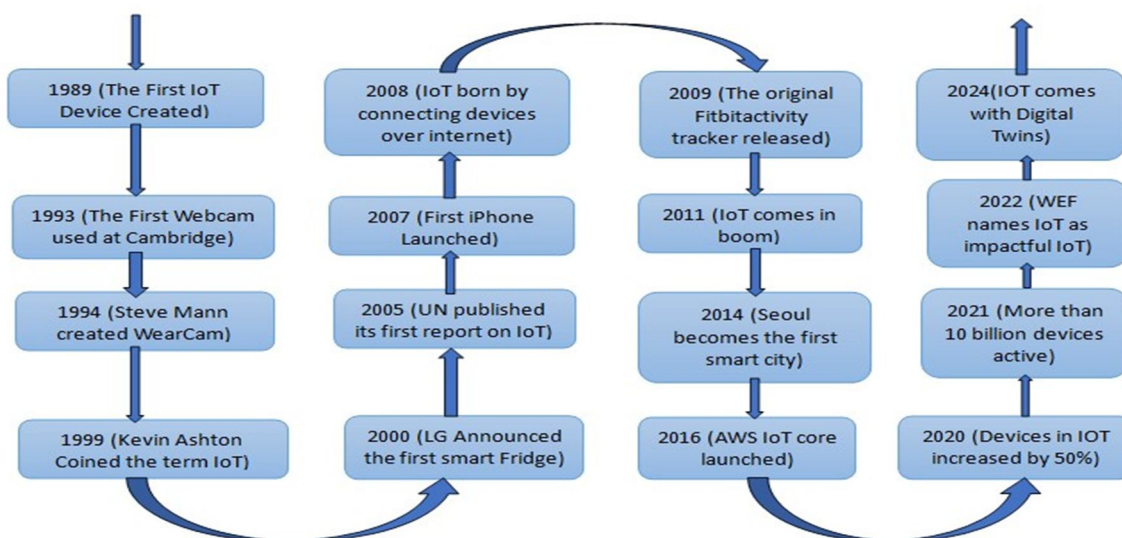 1989 (The First IoT
Device Created)
1993 (The First Webcam
used at Cambridge)
1994 (Steve Mann
created WearCam)
1999 (Kevin Ashton
Coined the term IoT)
2000 (LG Announced
the first smart Fridge)
2005 (UN published
its first report on IoT)
2007 (First iPhone
Launched)
2008 (IoT born by
connecting devices
over internet)
2009 (The original
Fitbitactivity
tracker released)
2011 (IoT comes in
boom)
2014 (Seoul
becomes the first
smart city)
2016 (AWS IoT core
launched)
2020 (Devices in IOT
increased by 50%)
2021 (More than
10 billion devices
active)
2022 (WEF
names IoT as
impactful IoT)
2024(IOT comes
with Digital
Twins)